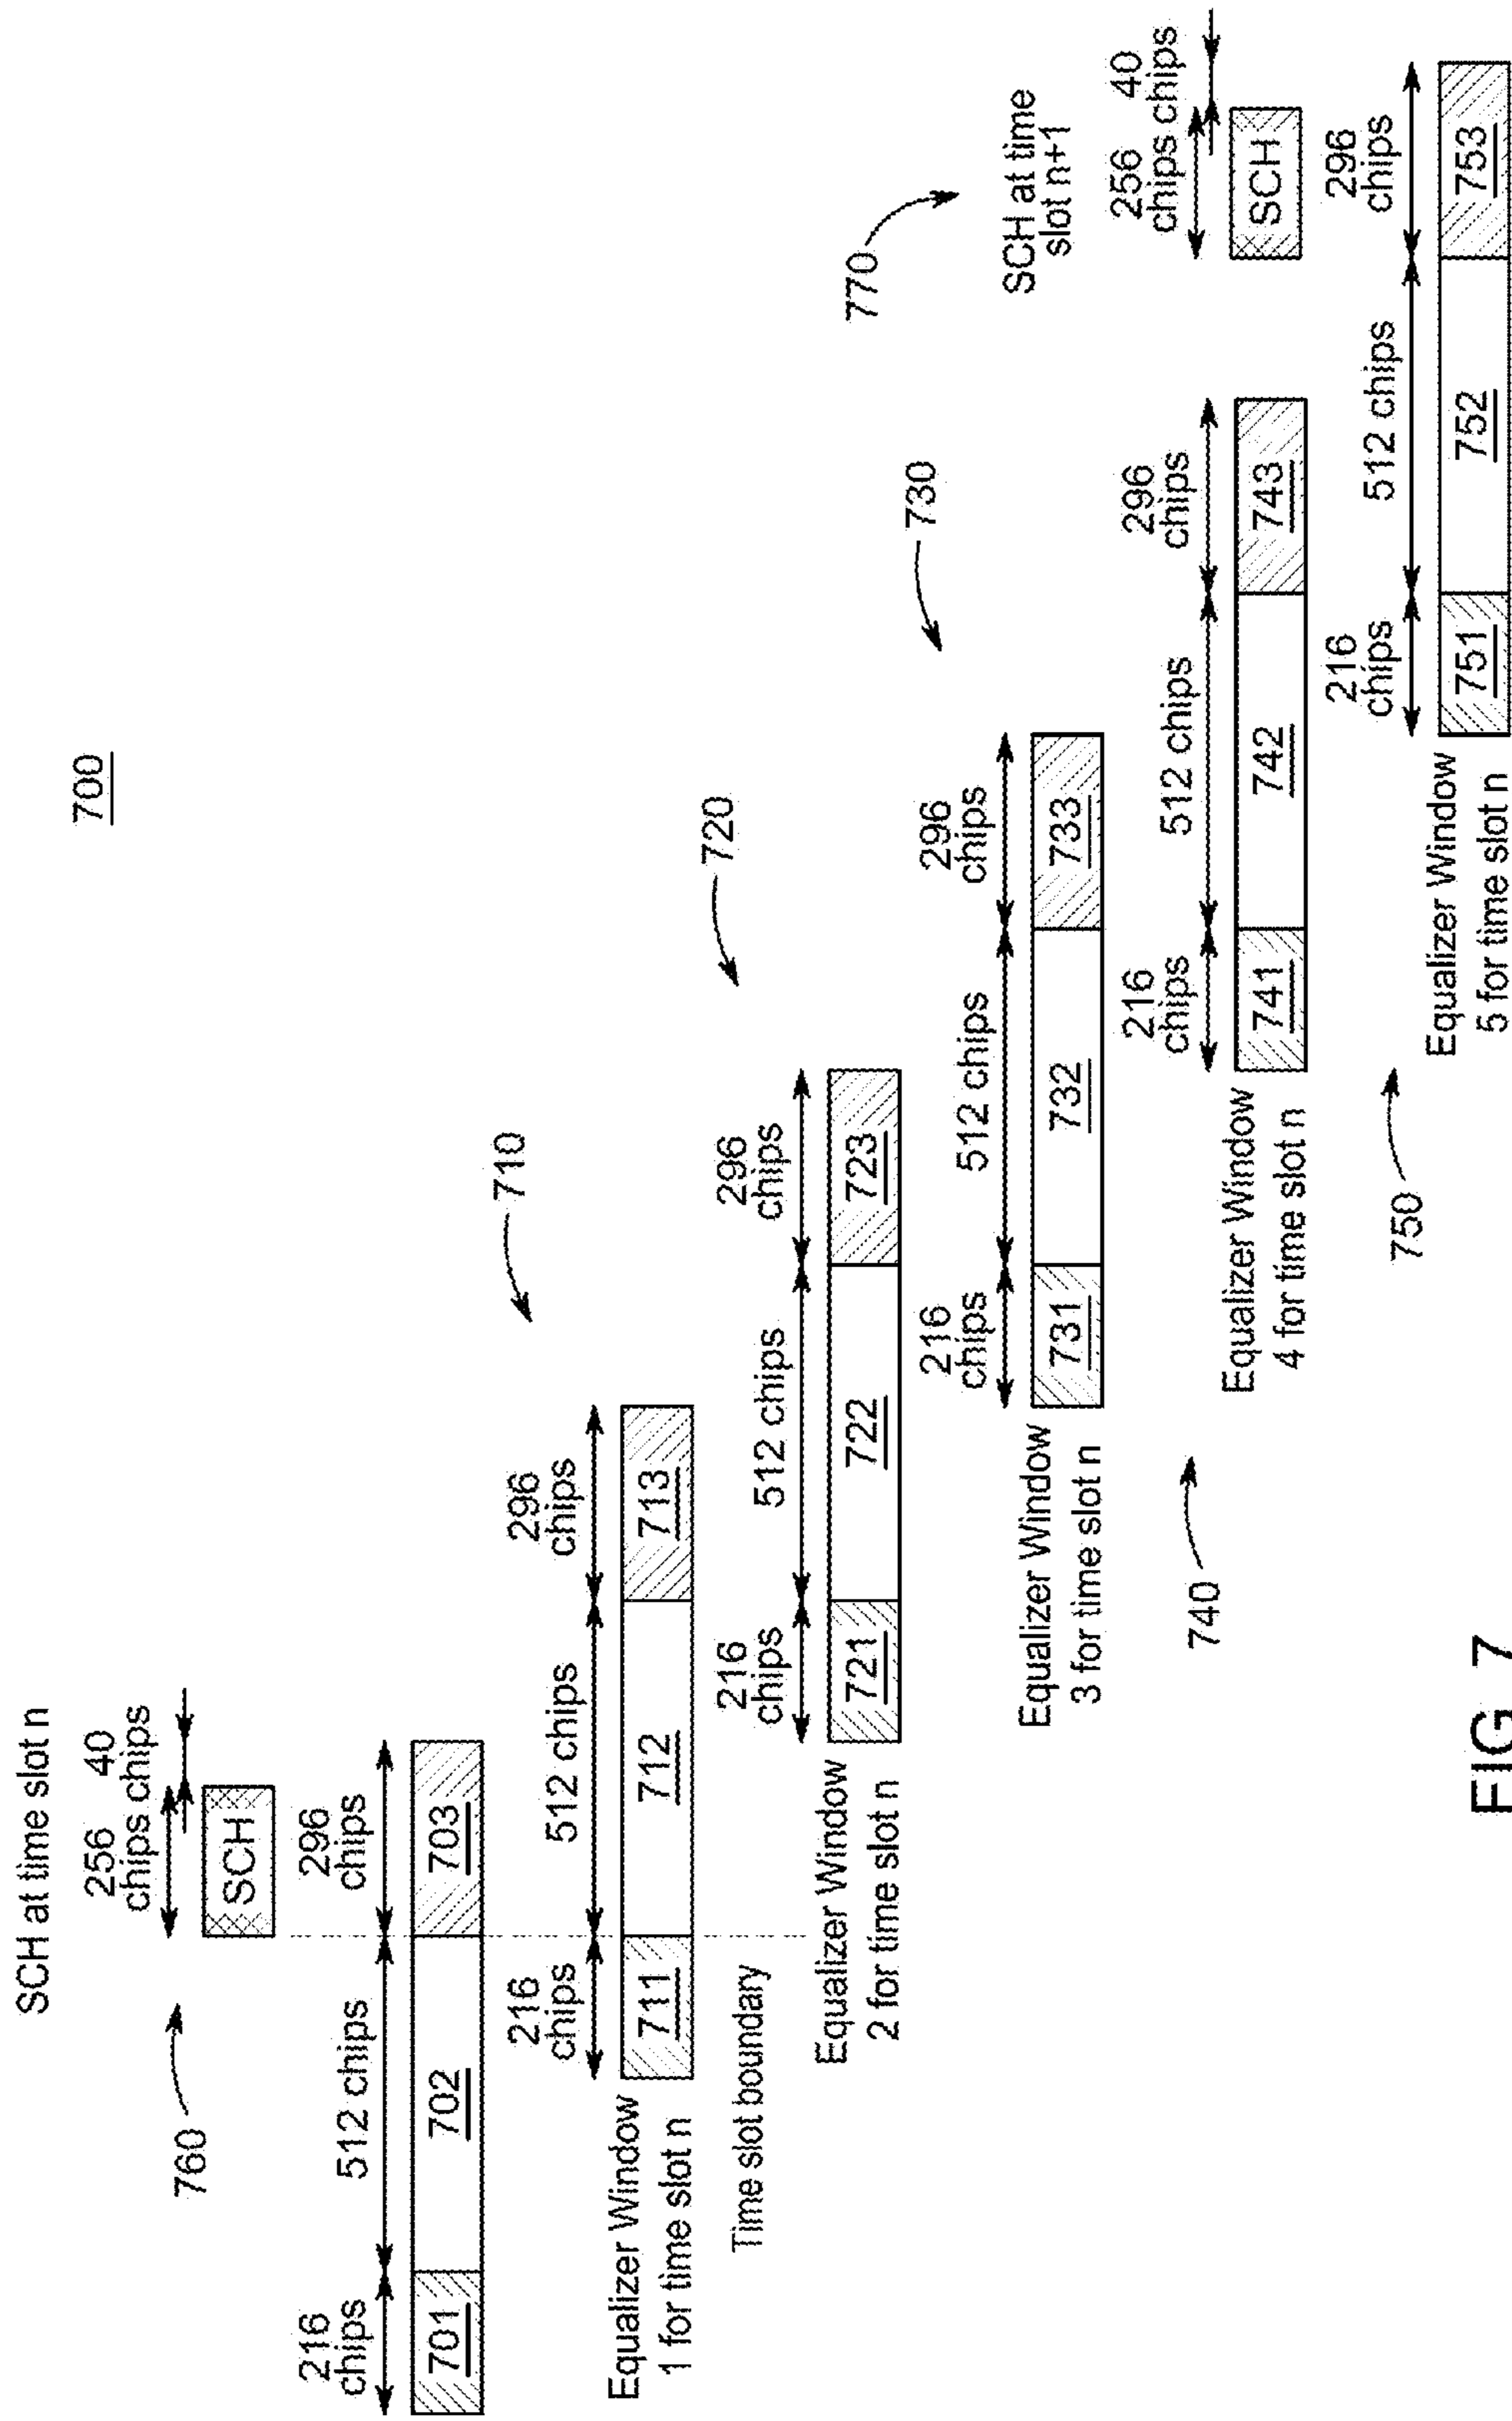 700
SCH at time slot n
256
chips
40
chips
760
SCH
216
chips
512 chips
296
chips
701
702
703
710
216
chips
512 chips
296
chips
711
712
713
Equalizer Window
1 for time slot n
Time slot boundary
720
216
chips
512 chips
296
chips
721
722
723
Equalizer Window
2 for time slot n
730
216
chips
512 chips
296
chips
731
732
733
Equalizer Window
3 for time slot n
740
216
chips
512 chips
296
chips
741
742
743
Equalizer Window
4 for time slot n
770
SCH at time
slot n+1
256
chips
40
chips
SCH
750
216
chips
512 chips
296
chips
751
752
753
Equalizer Window
5 for time slot n
FIG. 7